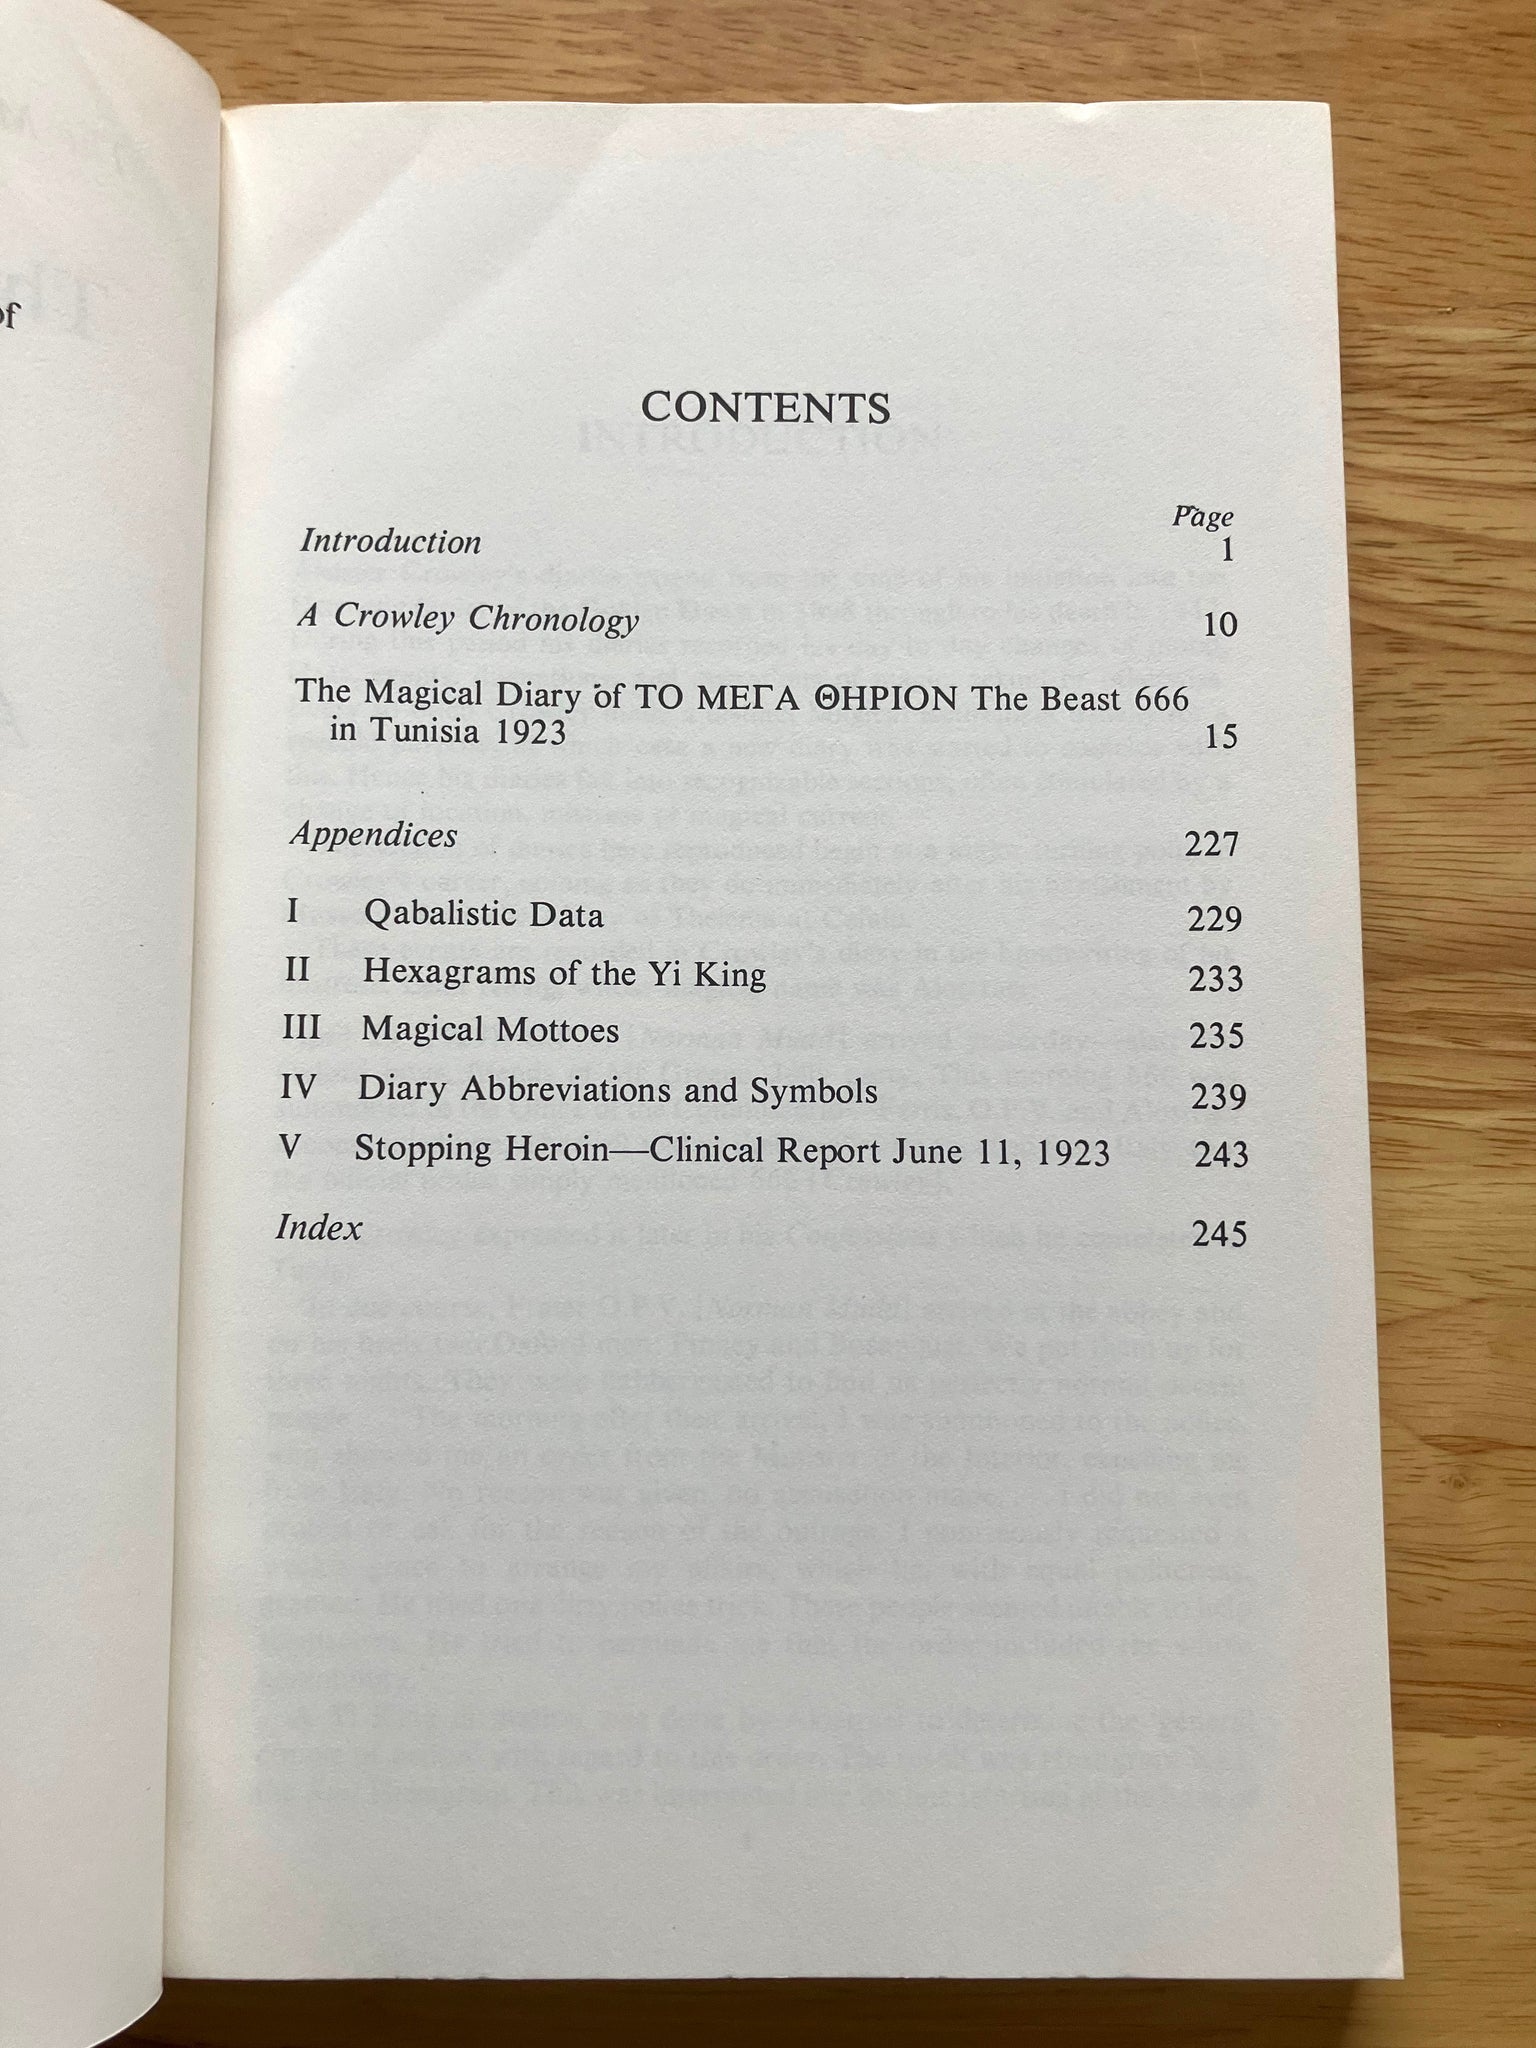 of
CONTENTS
Page
Introduction 1
A Crowley Chronology 10
The Magical Diary of ΤΟ ΜΕΓΑ ΘΗΡΙΟΝ The Beast 666
in Tunisia 1923 15
Appendices 227
I Qabalistic Data 229
II Hexagrams of the Yi King 233
III Magical Mottoes 235
IV Diary Abbreviations and Symbols 239
V Stopping Heroin—Clinical Report June 11, 1923 243
Index 245